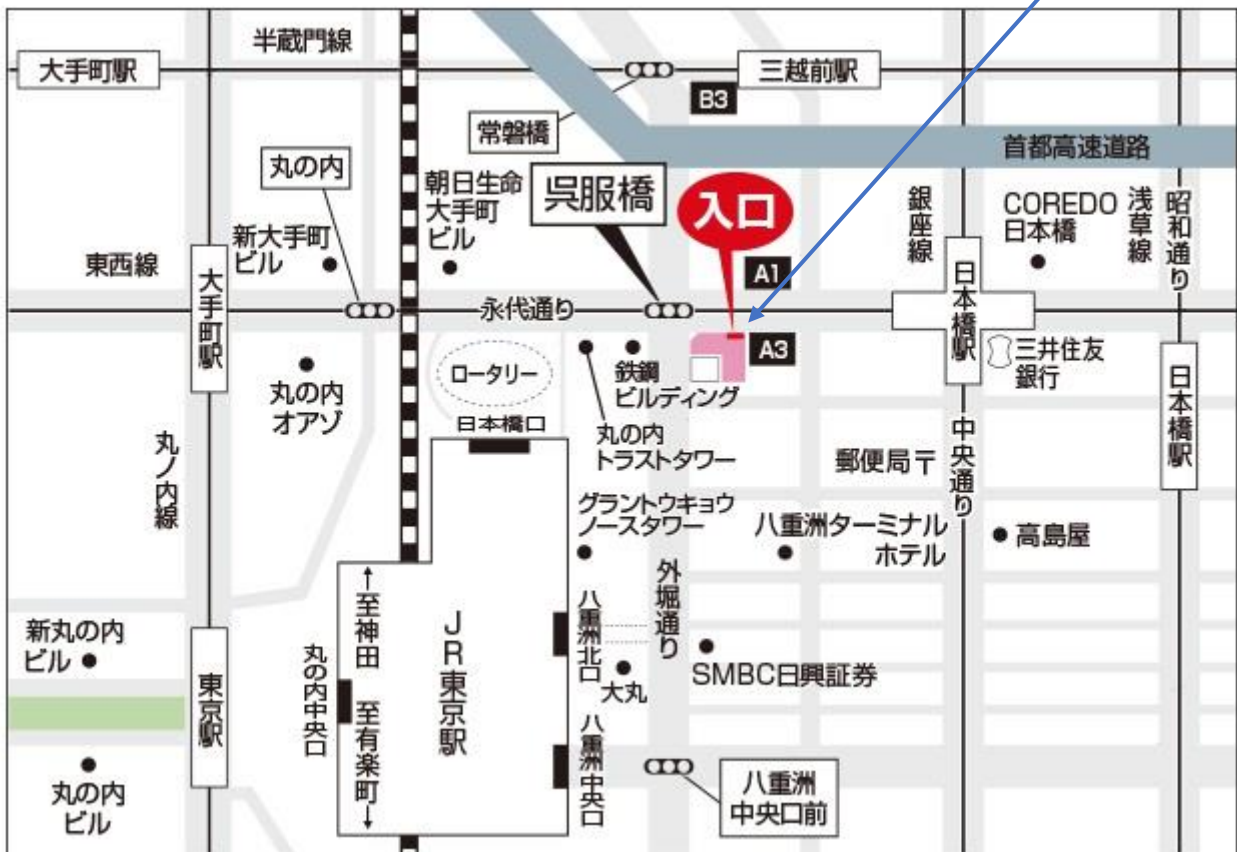 半蔵門線
大手町駅
三越前駅
B3
常磐橋
首都高速道路
丸の内
朝日生命
大手町
ビル
呉服橋
入口
銀座線
COREDO
日本橋
浅草線
昭和通り
新大手町
ビル
東西線
大手町駅
A1
日本橋駅
永代通り
A3
三井住友
銀行
丸の内
オアゾ
ロータリー
鉄鋼
ビルディング
日本橋口
丸の内
トラストタワー
日本橋駅
丸ノ内線
郵便局〒
中央通り
グラントウキョウ
ノースタワー
八重洲ターミナル
ホテル
高島屋
外堀通り
新丸の内
ビル
東京駅
丸の内中央口
←至神田 至有楽町→
JR東京駅
八重洲北口
大丸
SMBC日興証券
八重洲中央口
丸の内
ビル
八重洲
中央口前